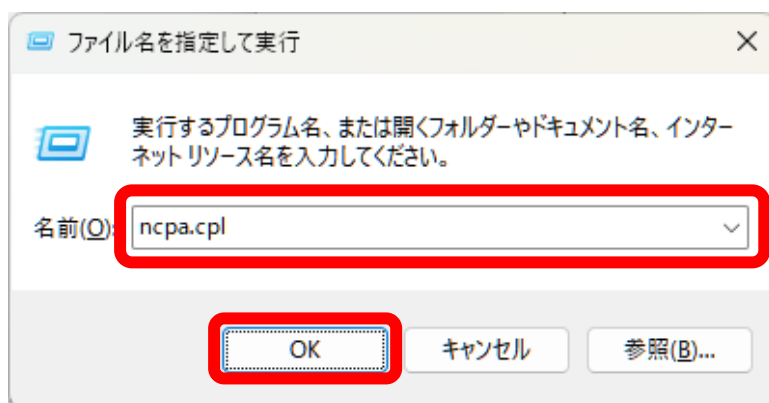 ファイル名を指定して実行
実行するプログラム名、または開くフォルダーやドキュメント名、インター
ネット リソース名を入力してください。
名前(O): ncpa.cpl
OK キャンセル 参照(B)...